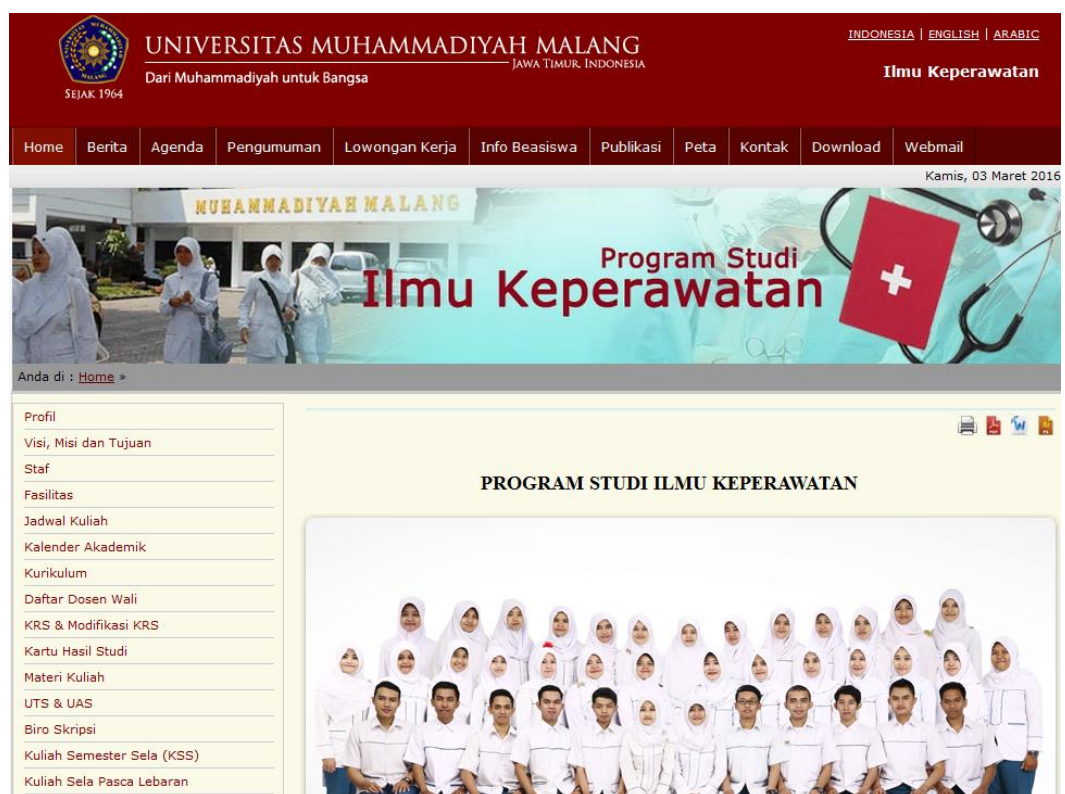 UNIVERSITAS MUHAMMADIYAH MALANG
JAWA TIMUR, INDONESIA
Dari Muhammadiyah untuk Bangsa
SEJAK 1964
INDONESIA | ENGLISH | ARABIC
Ilmu Keperawatan
Home Berita Agenda Pengumuman Lowongan Kerja Info Beasiswa Publikasi Peta Kontak Download Webmail
Kamis, 03 Maret 2016
MUHAMMADIYAH MALANG
Program Studi
Ilmu Keperawatan
Anda di : Home »
Profil
Visi, Misi dan Tujuan
Staf
Fasilitas
Jadwal Kuliah
Kalender Akademik
Kurikulum
Daftar Dosen Wali
KRS & Modifikasi KRS
Kartu Hasil Studi
Materi Kuliah
UTS & UAS
Biro Skripsi
Kuliah Semester Sela (KSS)
Kuliah Sela Pasca Lebaran
PROGRAM STUDI ILMU KEPERAWATAN